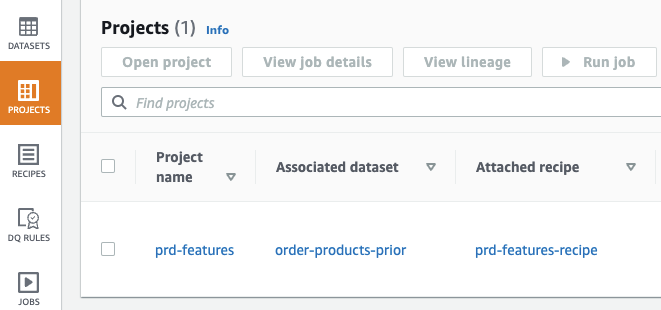 DATASETS
PROJECTS
RECIPES
DQ RULES
JOBS
Projects (1) Info
Open project View job details View lineage Run job
Find projects
Project name Associated dataset Attached recipe
prd-features order-products-prior prd-features-recipe